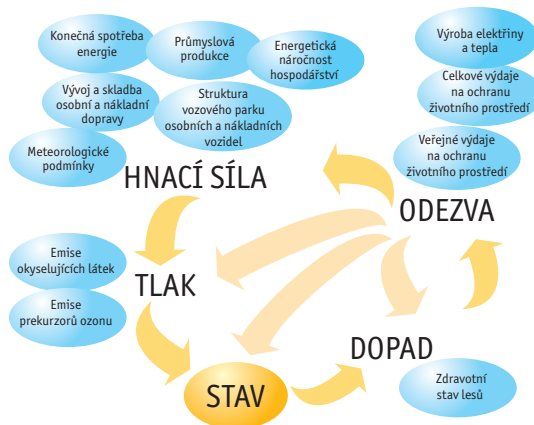 Konečná spotřeba
energie
Průmyslová
produkce
Energetická
náročnost
hospodářství
Vývoj a skladba
osobní a nákladní
dopravy
Struktura
vozového parku
osobních a nákladních
vozidel
Meteorologické
podmínky
HNACÍ SÍLA
Výroba elektřiny
a tepla
Celkové výdaje
na ochranu
životního prostředí
Veřejné výdaje
na ochranu
životního prostředí
ODEZVA
Emise
okyselujících látek
Emise
prekurzorů ozonu
TLAK
STAV
DOPAD
Zdravotní
stav lesů